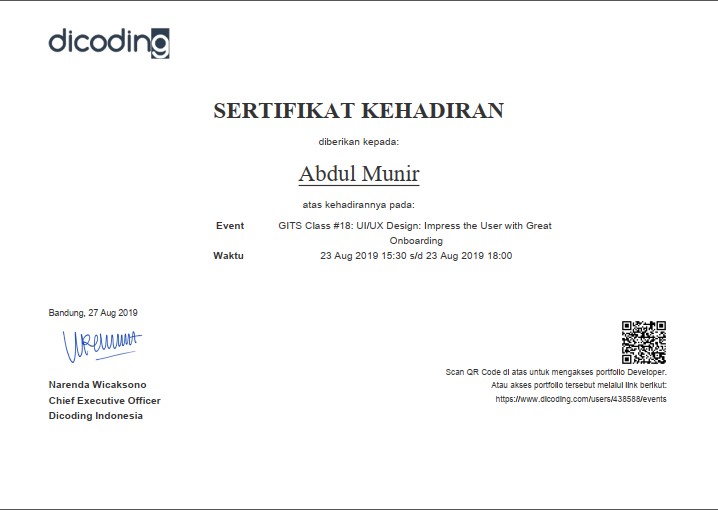 dicoding
SERTIFIKAT KEHADIRAN
diberikan kepada:
Abdul Munir
atas kehadirannya pada:
Event GITS Class #18: UI/UX Design: Impress the User with Great
Onboarding
Waktu 23 Aug 2019 15:30 s/d 23 Aug 2019 18:00
Bandung, 27 Aug 2019
Narenda Wicaksono
Chief Executive Officer
Dicoding Indonesia
Scan QR Code di atas untuk mengakses portfolio Developer.
Atau akses portfolio tersebut melalui link berikut:
https://www.dicoding.com/users/438588/events